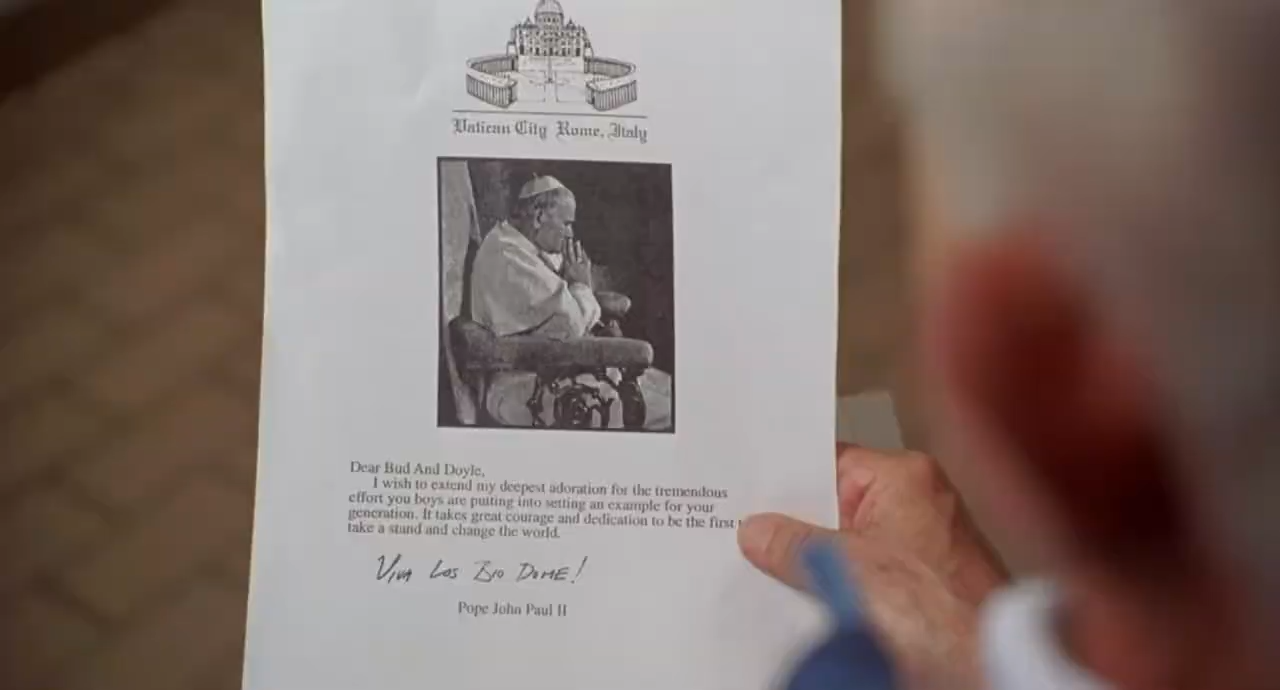 Vatican City Rome, Italy
Dear Bud And Doyle,
I wish to extend my deepest adoration for the tremendous
effort you boys are putting into setting an example for your
generation. It takes great courage and dedication to be the first
take a stand and change the world.
Viva Los Bio Dome!
Pope John Paul II